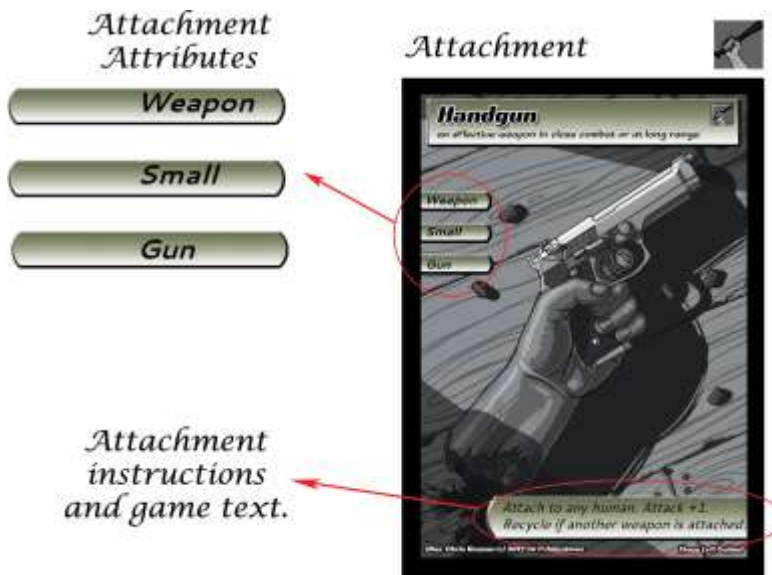 Attachment
Attributes
Weapon
Small
Gun
Attachment
Handgun
an effective weapon in close combat or at long range
Weapon
Small
Gun
Attachment
instructions
and game text.
Attach to any human. Attack +1.
Recycle if another weapon is attached.